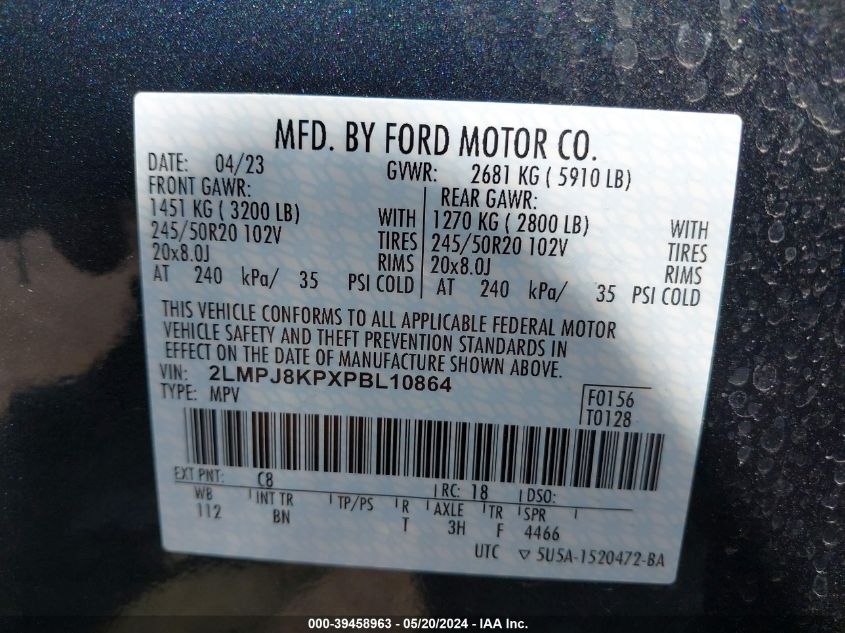 MFD. BY FORD MOTOR CO.
DATE: 04/23 GVWR: 2681 KG ( 5910 LB)
FRONT GAWR: REAR GAWR:
1451 KG ( 3200 LB) WITH 1270 KG ( 2800 LB) WITH
245/50R20 102V TIRES 245/50R20 102V TIRES
20x8.0J RIMS 20x8.0J RIMS
AT 240 kPa/ 35 PSI COLD AT 240 kPa/ 35 PSI COLD
THIS VEHICLE CONFORMS TO ALL APPLICABLE FEDERAL MOTOR
VEHICLE SAFETY AND THEFT PREVENTION STANDARDS IN
EFFECT ON THE DATE OF MANUFACTURE SHOWN ABOVE.
VIN: 2LMPJ8KPXPBL10864
TYPE: MPV F0156
T0128
EXT PNT: C8 RC: 18 DSO:
WB INT TR TP/PS R AXLE TR SPR
112 BN T 3H F 4466
UTC ▽ 5U5A-1520472-BA
000-39458963 - 05/20/2024 - IAA Inc.